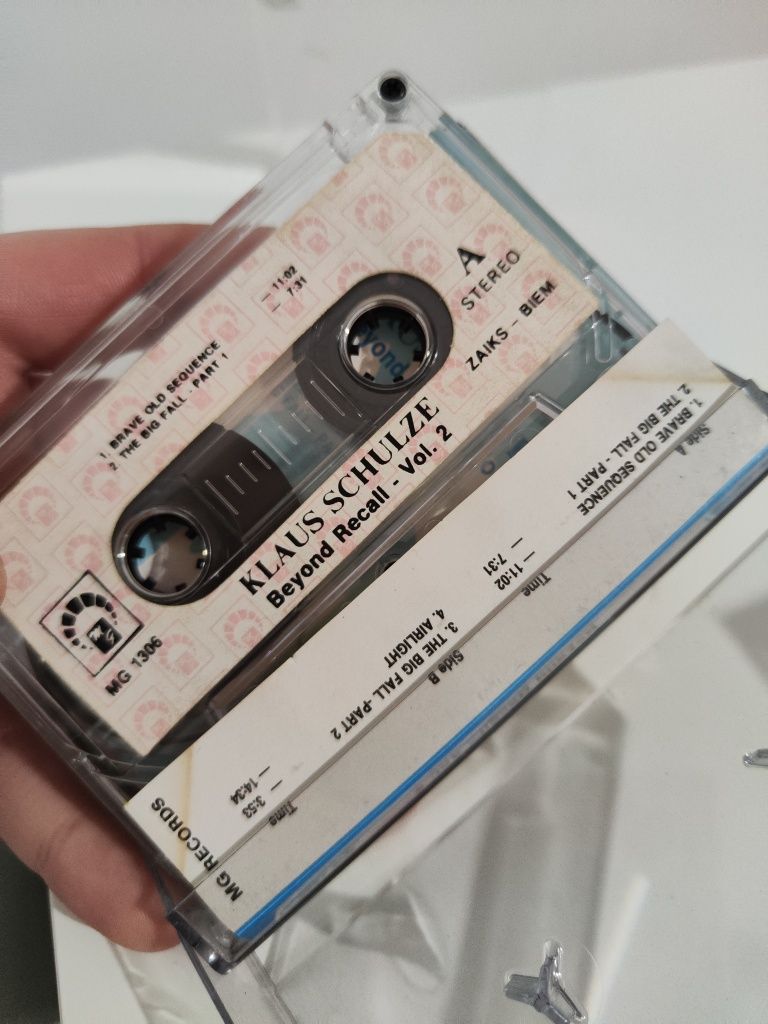 1. BRAVE OLD SEQUENCE — 11:02
2. THE BIG FALL - PART 1 — 7:31
A
STEREO
ZAIKS - BIEM
MG 1306
KLAUS SCHULZE
Beyond Recall - Vol. 2
yond
Side A Time
1. BRAVE OLD SEQUENCE — 11:02
2. THE BIG FALL - PART 1 — 7:31
Side B Time
3. THE BIG FALL -PART 2 — 3:53
4. AIRLIGHT — 14:34
MG RECORDS